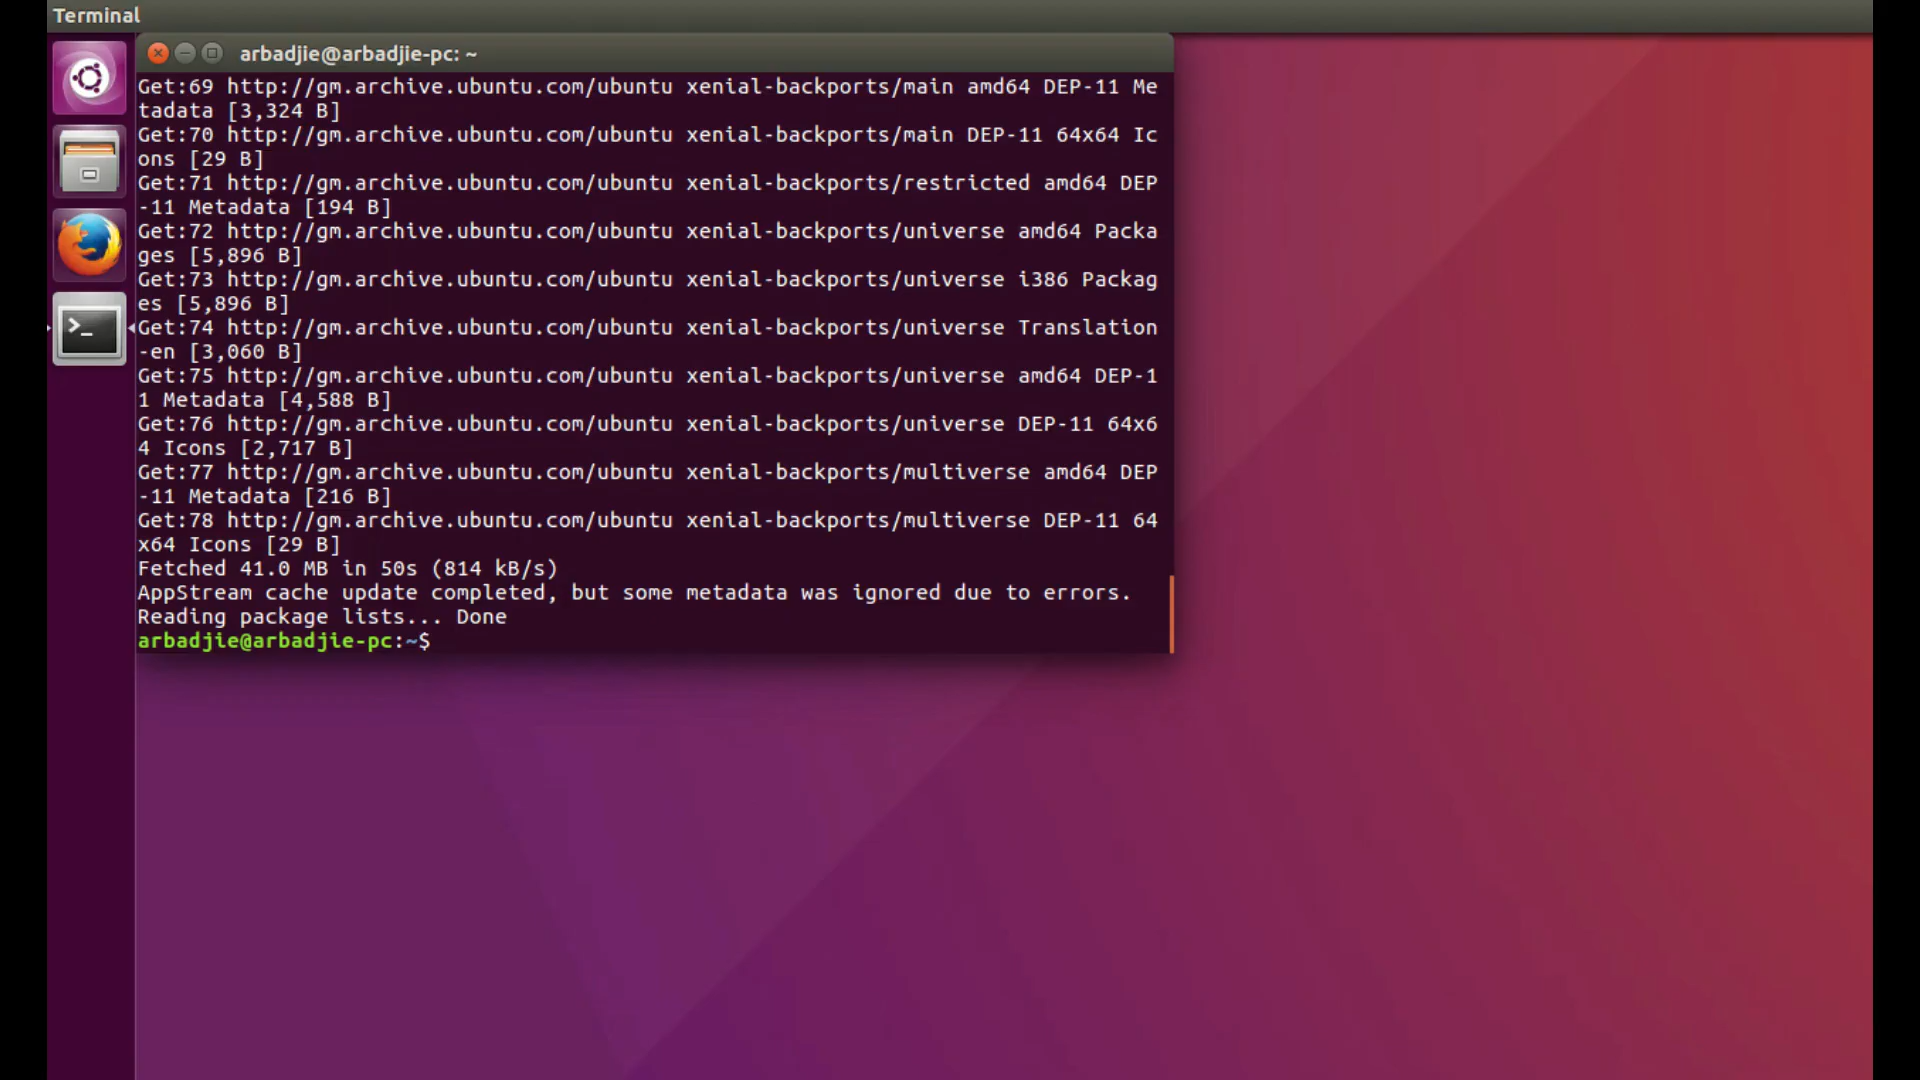 Terminal
arbadjie@arbadjie-pc: ~
Get:69 http://gm.archive.ubuntu.com/ubuntu xenial-backports/main amd64 DEP-11 Me
tadata [3,324 B]
Get:70 http://gm.archive.ubuntu.com/ubuntu xenial-backports/main DEP-11 64x64 Ic
ons [29 B]
Get:71 http://gm.archive.ubuntu.com/ubuntu xenial-backports/restricted amd64 DEP
-11 Metadata [194 B]
Get:72 http://gm.archive.ubuntu.com/ubuntu xenial-backports/universe amd64 Packa
ges [5,896 B]
Get:73 http://gm.archive.ubuntu.com/ubuntu xenial-backports/universe i386 Packag
es [5,896 B]
Get:74 http://gm.archive.ubuntu.com/ubuntu xenial-backports/universe Translation
-en [3,060 B]
Get:75 http://gm.archive.ubuntu.com/ubuntu xenial-backports/universe amd64 DEP-1
1 Metadata [4,588 B]
Get:76 http://gm.archive.ubuntu.com/ubuntu xenial-backports/universe DEP-11 64x6
4 Icons [2,717 B]
Get:77 http://gm.archive.ubuntu.com/ubuntu xenial-backports/multiverse amd64 DEP
-11 Metadata [216 B]
Get:78 http://gm.archive.ubuntu.com/ubuntu xenial-backports/multiverse DEP-11 64
x64 Icons [29 B]
Fetched 41.0 MB in 50s (814 kB/s)
AppStream cache update completed, but some metadata was ignored due to errors.
Reading package lists... Done
arbadjie@arbadjie-pc:~$